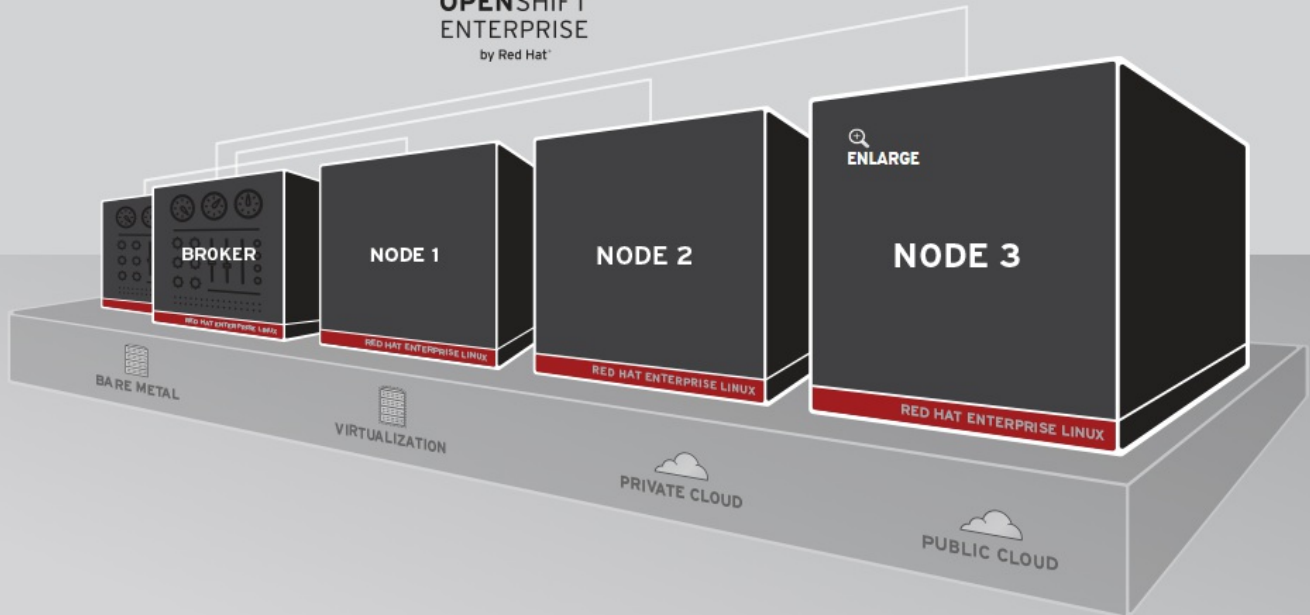 OPENSHIFT
ENTERPRISE
by Red Hat®
ENLARGE
BROKER
NODE 1
NODE 2
NODE 3
RED HAT ENTERPRISE LINUX
RED HAT ENTERPRISE LINUX
RED HAT ENTERPRISE LINUX
RED HAT ENTERPRISE LINUX
BARE METAL
VIRTUALIZATION
PRIVATE CLOUD
PUBLIC CLOUD